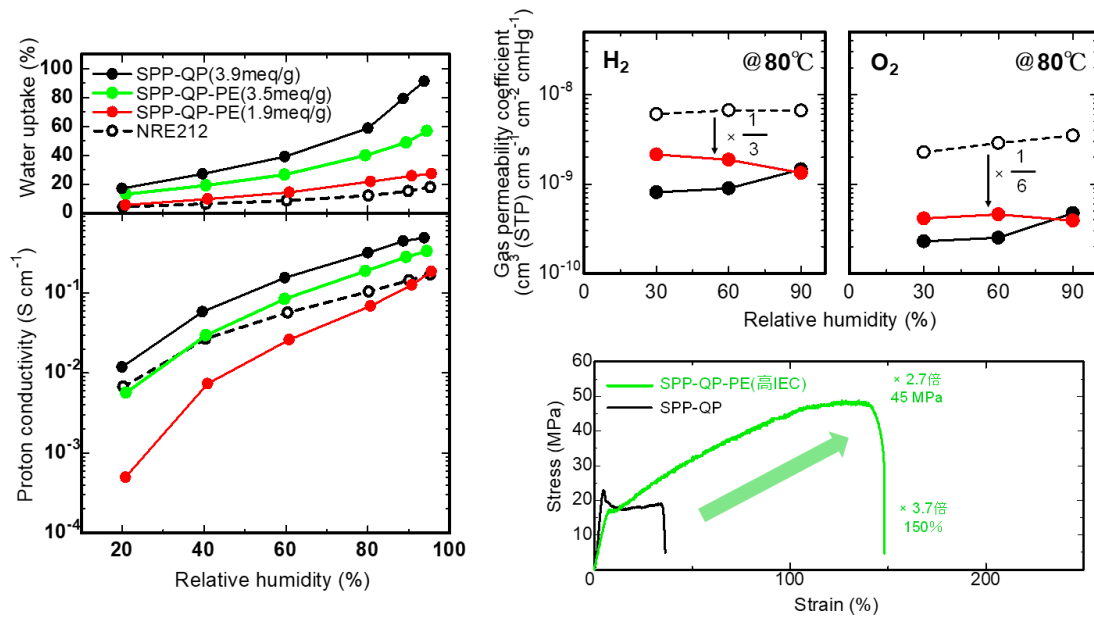 Water uptake (%)
100
80
60
40
20
0
SPP-QP(3.9meq/g)
SPP-QP-PE(3.5meq/g)
SPP-QP-PE(1.9meq/g)
NRE212
Proton conductivity (S cm⁻¹)
10⁻¹
10⁻²
10⁻³
10⁻⁴
20 40 60 80 100
Relative humidity (%)
Gas permeability coefficient
(cm³ (STP) cm s⁻¹ cm⁻² cmHg⁻¹)
10⁻⁸
10⁻⁹
10⁻¹⁰
H₂ @80℃
× 1/3
0 30 60 90
O₂ @80℃
× 1/6
0 30 60 90
Relative humidity (%)
Stress (MPa)
60
50
40
30
20
10
0
SPP-QP-PE(高IEC)
SPP-QP
× 2.7倍
45 MPa
× 3.7倍
150%
0 100 200
Strain (%)